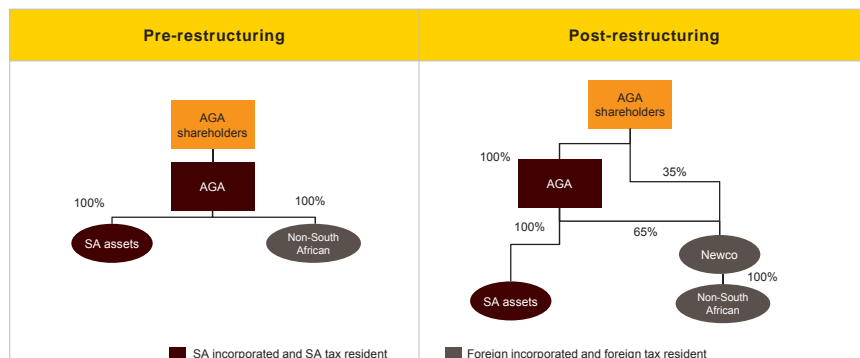 Pre-restructuring
Post-restructuring
AGA
shareholders
AGA
100%
100%
SA assets
Non-South
African
AGA
shareholders
100%
AGA
35%
100%
65%
Newco
100%
SA assets
Non-South
African
SA incorporated and SA tax resident
Foreign incorporated and foreign tax resident